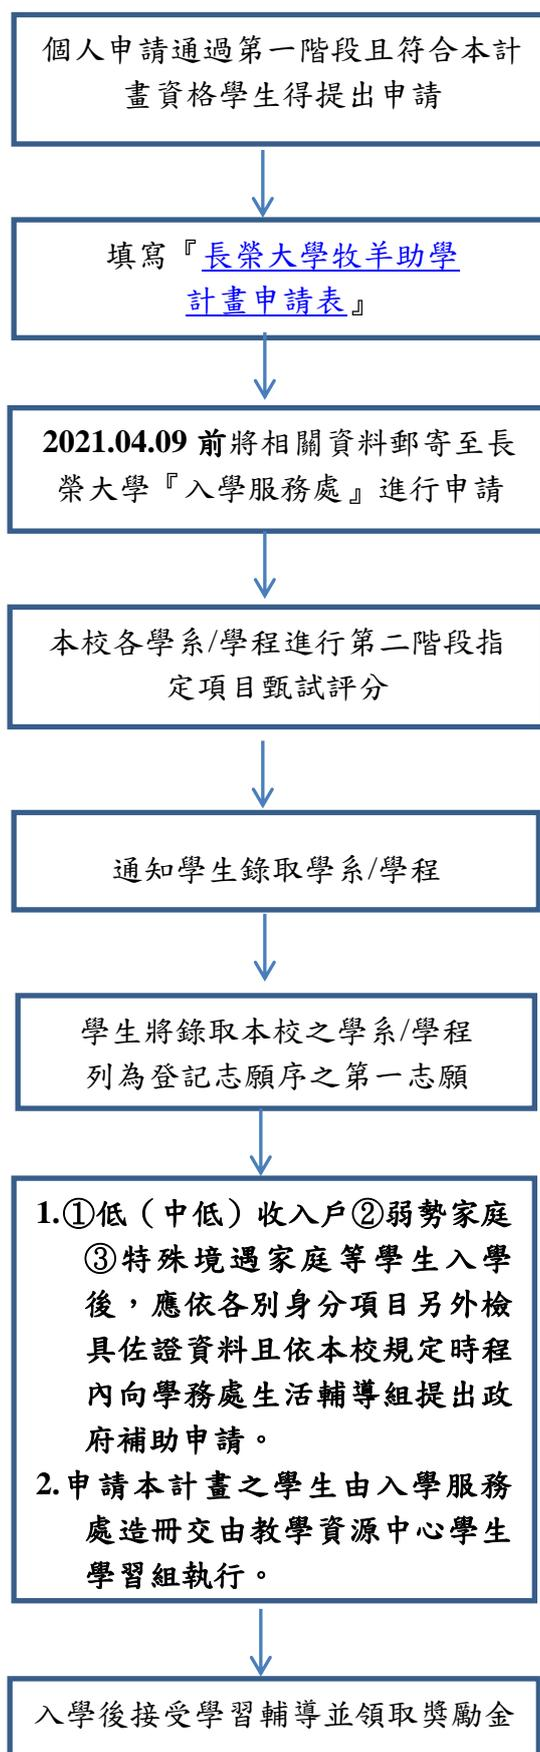 個人申請通過第一階段且符合本計
畫資格學生得提出申請
填寫『長榮大學牧羊助學
計畫申請表』
2021.04.09 前將相關資料郵寄至長
榮大學『入學服務處』進行申請
本校各學系/學程進行第二階段指
定項目甄試評分
通知學生錄取學系/學程
學生將錄取本校之學系/學程
列為登記志願序之第一志願
1.①低（中低）收入戶②弱勢家庭
③特殊境遇家庭等學生入學
後，應依各別身分項目另外檢
具佐證資料且依本校規定時程
內向學務處生活輔導組提出政
府補助申請。
2.申請本計畫之學生由入學服務
處造冊交由教學資源中心學生
學習組執行。
入學後接受學習輔導並領取獎勵金